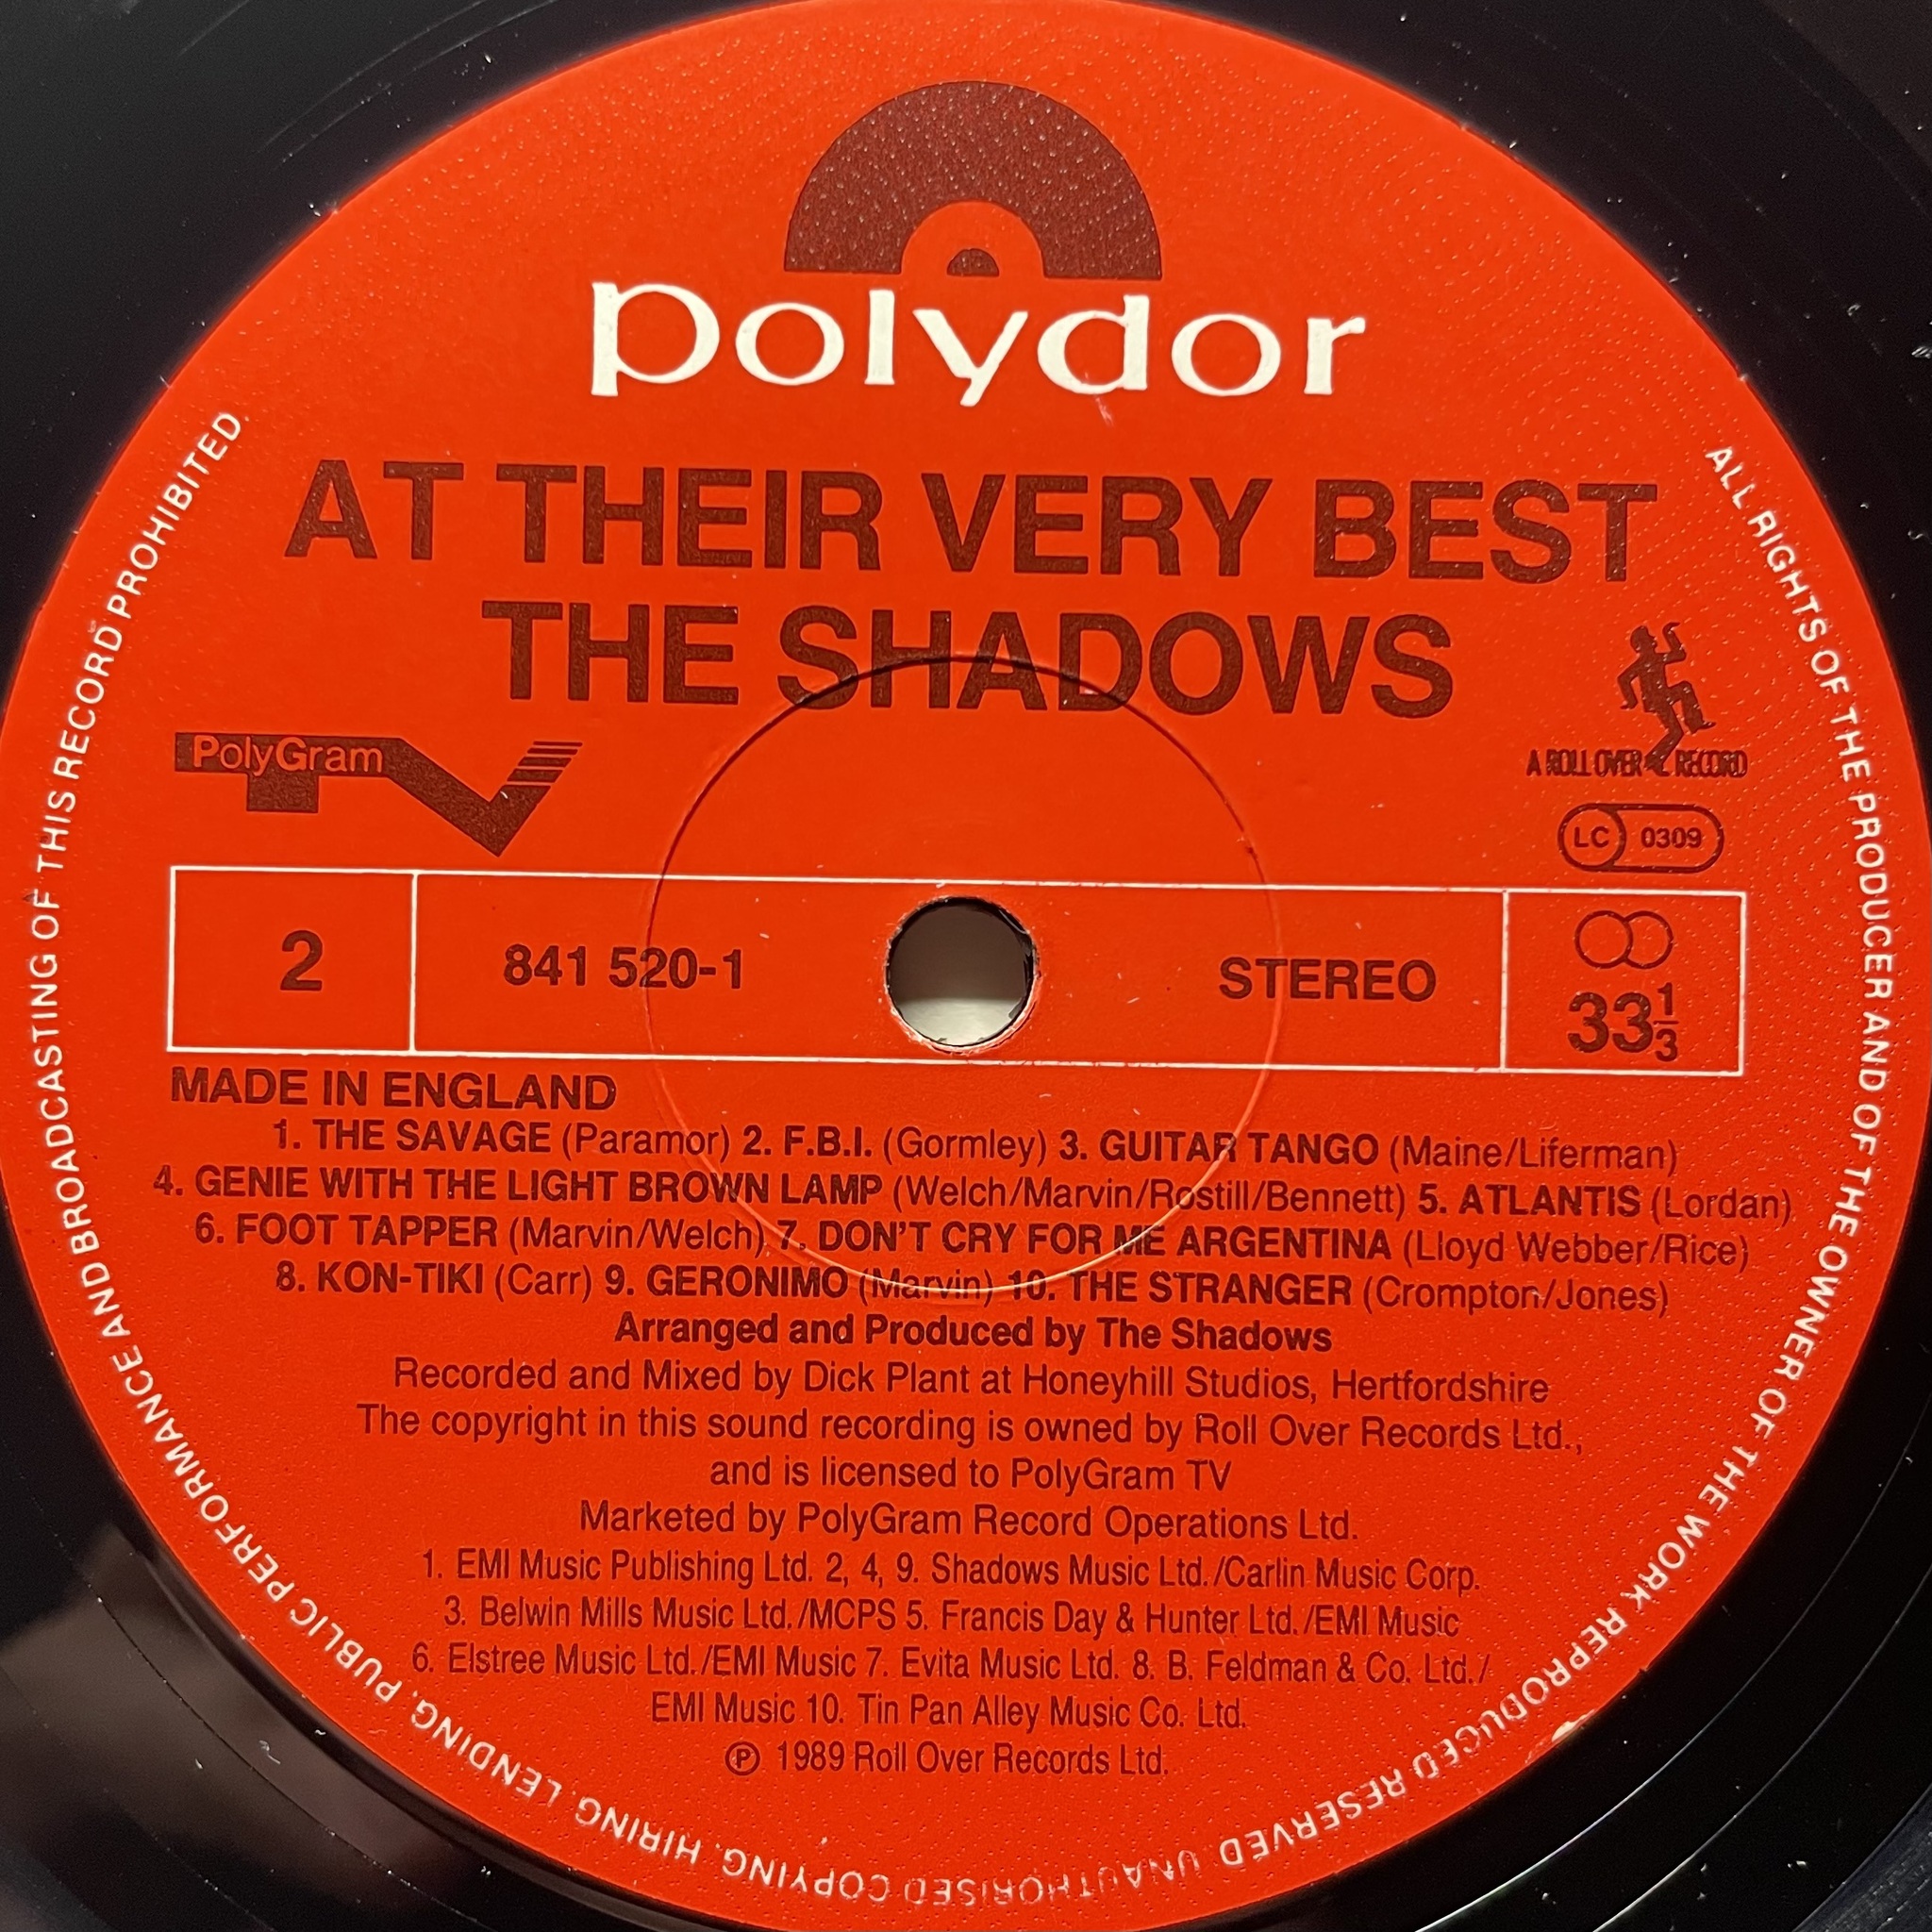 polydor
AT THEIR VERY BEST
THE SHADOWS
PolyGram TV
A ROLL OVER RECORD
LC 0309
2
841 520-1
STEREO
33 1/3
MADE IN ENGLAND
1. THE SAVAGE (Paramor) 2. F.B.I. (Gormley) 3. GUITAR TANGO (Maine/Liferman)
4. GENIE WITH THE LIGHT BROWN LAMP (Welch/Marvin/Rostill/Bennett) 5. ATLANTIS (Lordan)
6. FOOT TAPPER (Marvin/Welch) 7. DON'T CRY FOR ME ARGENTINA (Lloyd Webber/Rice)
8. KON-TIKI (Carr) 9. GERONIMO (Marvin) 10. THE STRANGER (Crompton/Jones)
Arranged and Produced by The Shadows
Recorded and Mixed by Dick Plant at Honeyhill Studios, Hertfordshire
The copyright in this sound recording is owned by Roll Over Records Ltd.,
and is licensed to PolyGram TV
Marketed by PolyGram Record Operations Ltd.
1. EMI Music Publishing Ltd. 2, 4, 9. Shadows Music Ltd./Carlin Music Corp.
3. Belwin Mills Music Ltd./MCPS 5. Francis Day & Hunter Ltd./EMI Music
6. Elstree Music Ltd./EMI Music 7. Evita Music Ltd. 8. B. Feldman & Co. Ltd./
EMI Music 10. Tin Pan Alley Music Co. Ltd.
℗ 1989 Roll Over Records Ltd.
ALL RIGHTS OF THE PRODUCER AND OF THE OWNER OF THE WORK REPRODUCED RESERVED UNAUTHORISED COPYING, HIRING, LENDING, PUBLIC PERFORMANCE AND BROADCASTING OF THIS RECORD PROHIBITED